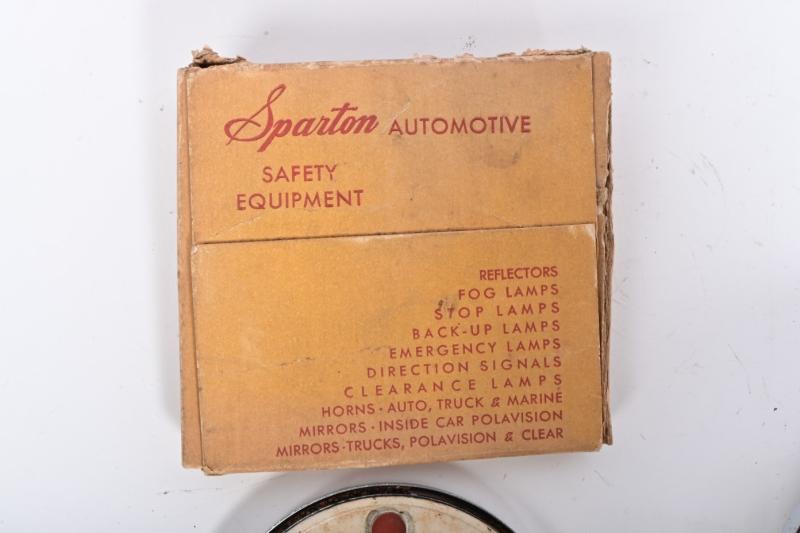 Sparton AUTOMOTIVE
SAFETY
EQUIPMENT
REFLECTORS
FOG LAMPS
STOP LAMPS
BACK-UP LAMPS
EMERGENCY LAMPS
DIRECTION SIGNALS
CLEARANCE LAMPS
HORNS · AUTO, TRUCK & MARINE
MIRRORS · INSIDE CAR POLAVISION
MIRRORS · TRUCKS, POLAVISION & CLEAR